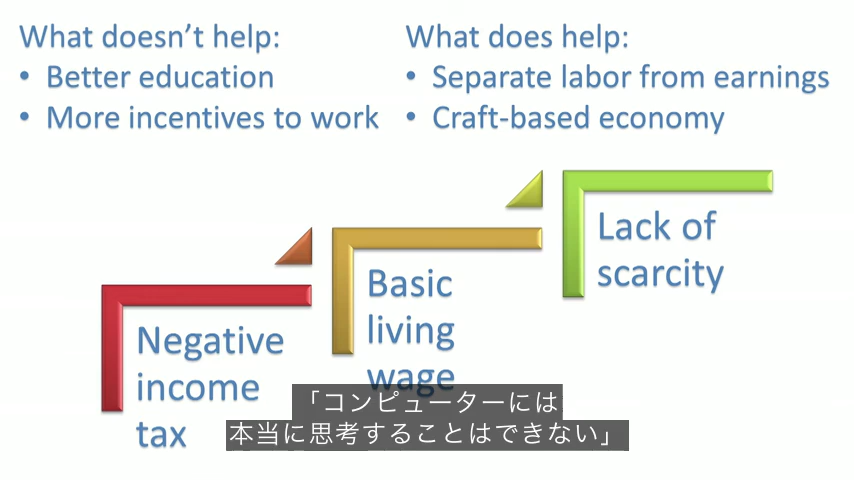 What doesn’t help:
• Better education
• More incentives to work
What does help:
• Separate labor from earnings
• Craft-based economy
Negative
income
tax
Basic
living
wage
Lack of
scarcity
「コンピューターには
本当に思考することはできない」